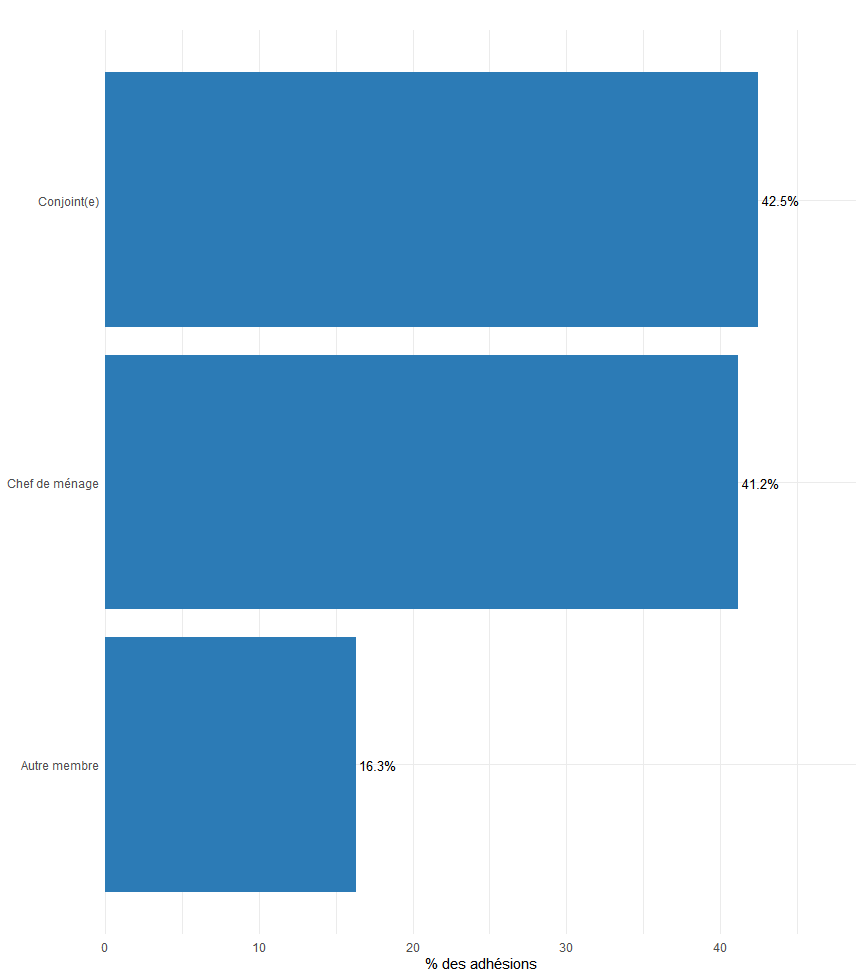 Conjoint(e)
42.5%
Chef de ménage
41.2%
Autre membre
16.3%
0 10 20 30 40
% des adhésions